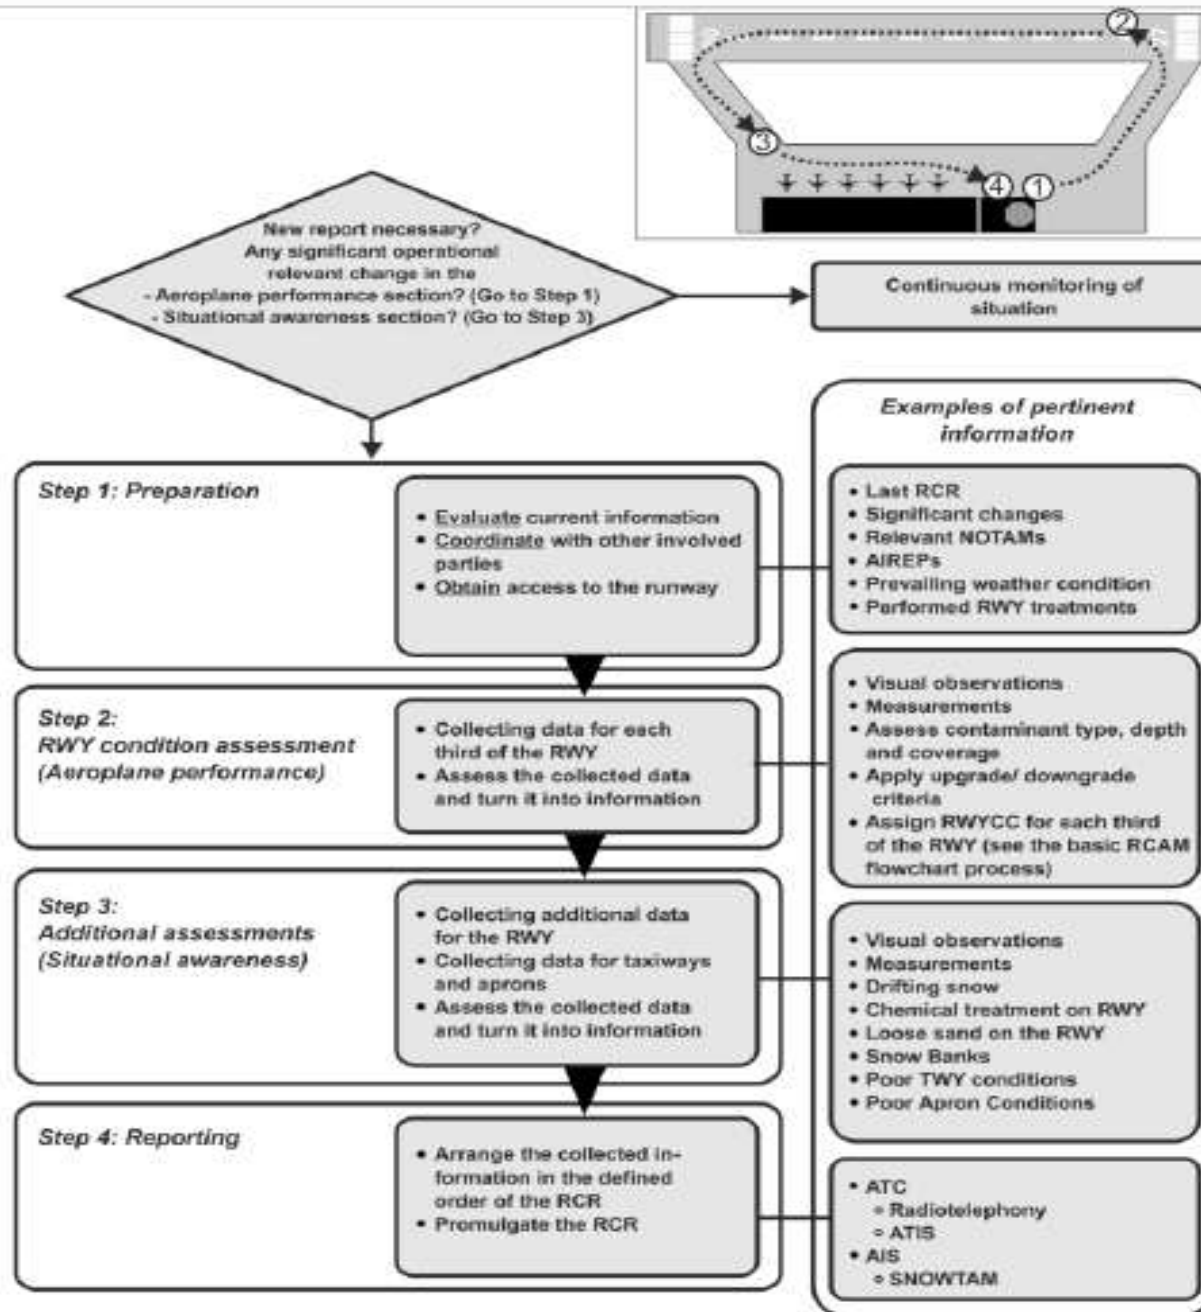 ②
③
④
①
New report necessary?
Any significant operational
relevant change in the
- Aeroplane performance section? (Go to Step 1)
- Situational awareness section? (Go to Step 3)
Continuous monitoring of
situation
Examples of pertinent
information
Step 1: Preparation
• Evaluate current information
• Coordinate with other involved
parties
• Obtain access to the runway
• Last RCR
• Significant changes
• Relevant NOTAMs
• AIREPs
• Prevailing weather condition
• Performed RWY treatments
Step 2:
RWY condition assessment
(Aeroplane performance)
• Collecting data for each
third of the RWY
• Assess the collected data
and turn it into information
• Visual observations
• Measurements
• Assess contaminant type, depth
and coverage
• Apply upgrade/ downgrade
criteria
• Assign RWYCC for each third
of the RWY (see the basic RCAM
flowchart process)
Step 3:
Additional assessments
(Situational awareness)
• Collecting additional data
for the RWY
• Collecting data for taxiways
and aprons
• Assess the collected data
and turn it into information
• Visual observations
• Measurements
• Drifting snow
• Chemical treatment on RWY
• Loose sand on the RWY
• Snow Banks
• Poor TWY conditions
• Poor Apron Conditions
Step 4: Reporting
• Arrange the collected in-
formation in the defined
order of the RCR
• Promulgate the RCR
• ATC
o Radiotelephony
o ATIS
• AIS
o SNOWTAM